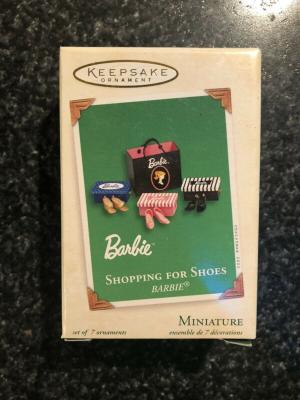 KEEPSAKE
ORNAMENT
Barbie
Barbie
SHOPPING FOR SHOES
BARBIE®
MINIATURE
set of 7 ornaments
ensemble de 7 décorations